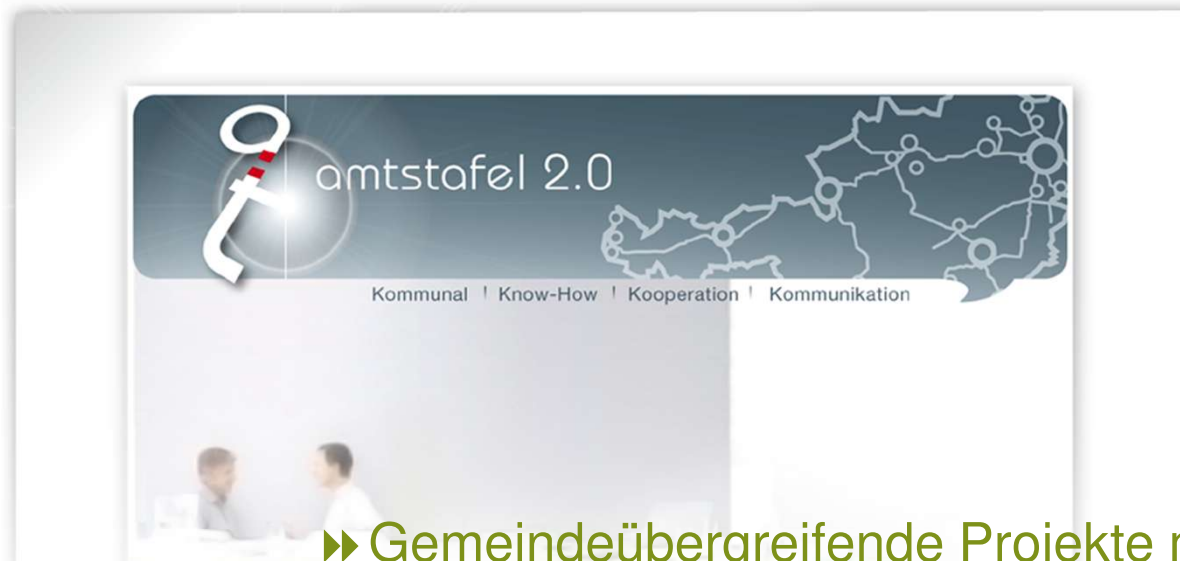 amtstafel 2.0
Kommunal | Know-How | Kooperation | Kommunikation
Gemeindeübergreifende Projekte